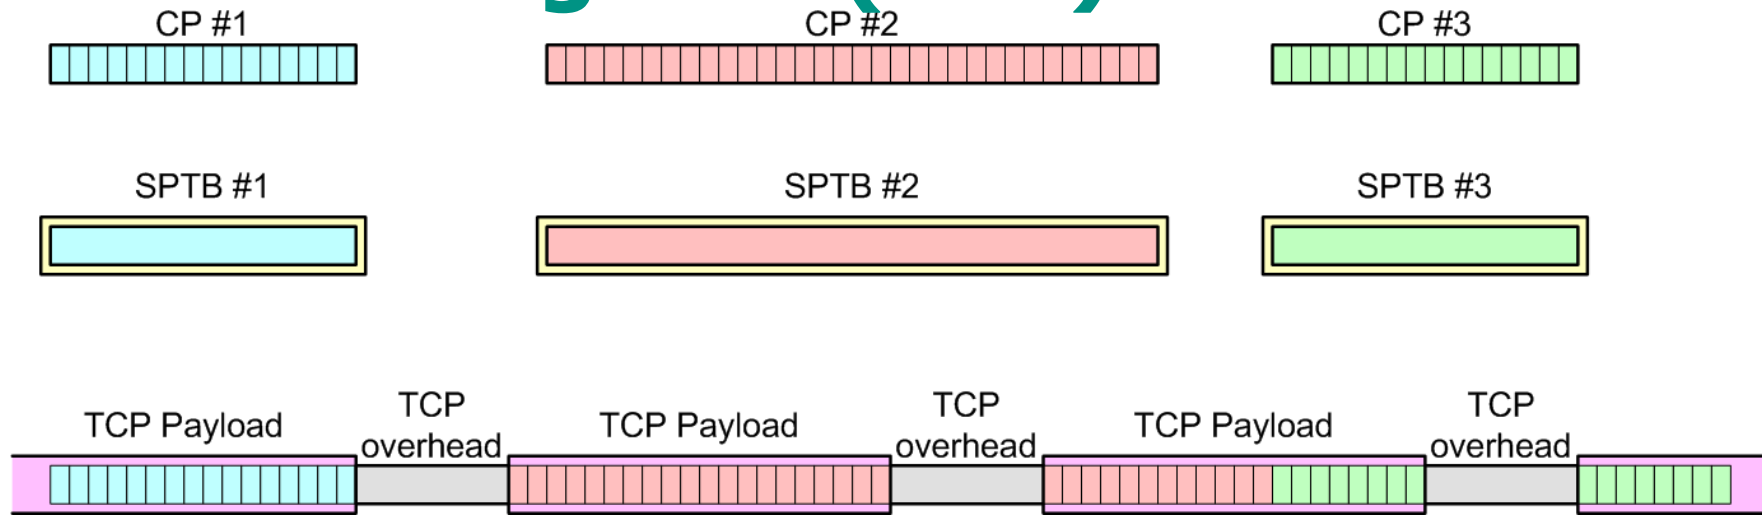 CP #1
CP #2
CP #3
SPTB #1
SPTB #2
SPTB #3
TCP Payload
TCP
overhead
TCP Payload
TCP
overhead
TCP Payload
TCP
overhead